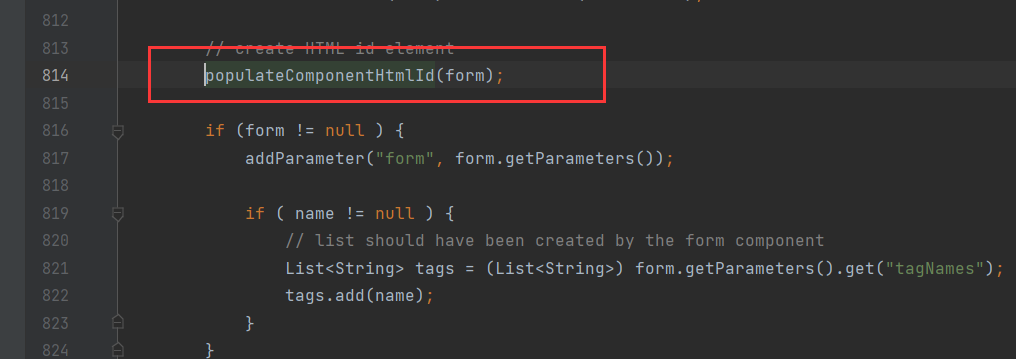 812
813 // create HTML id element
814 populateComponentHtmlId(form);
815
816 if (form != null ) {
817 addParameter("form", form.getParameters());
818
819 if ( name != null ) {
820 // list should have been created by the form component
821 List<String> tags = (List<String>) form.getParameters().get("tagNames");
822 tags.add(name);
823 }
824 }